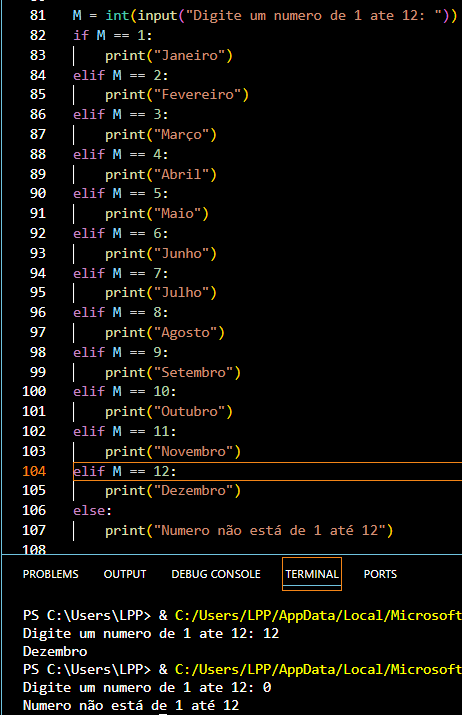 81 M = int(input("Digite um numero de 1 ate 12: "))
82 if M == 1:
83     print("Janeiro")
84 elif M == 2:
85     print("Fevereiro")
86 elif M == 3:
87     print("Março")
88 elif M == 4:
89     print("Abril")
90 elif M == 5:
91     print("Maio")
92 elif M == 6:
93     print("Junho")
94 elif M == 7:
95     print("Julho")
96 elif M == 8:
97     print("Agosto")
98 elif M == 9:
99     print("Setembro")
100 elif M == 10:
101     print("Outubro")
102 elif M == 11:
103     print("Novembro")
104 elif M == 12:
105     print("Dezembro")
106 else:
107     print("Numero não está de 1 até 12")
108
PROBLEMS OUTPUT DEBUG CONSOLE TERMINAL PORTS
PS C:\Users\LPP> & C:/Users/LPP/AppData/Local/Microsoft
Digite um numero de 1 ate 12: 12
Dezembro
PS C:\Users\LPP> & C:/Users/LPP/AppData/Local/Microsoft
Digite um numero de 1 ate 12: 0
Numero não está de 1 até 12